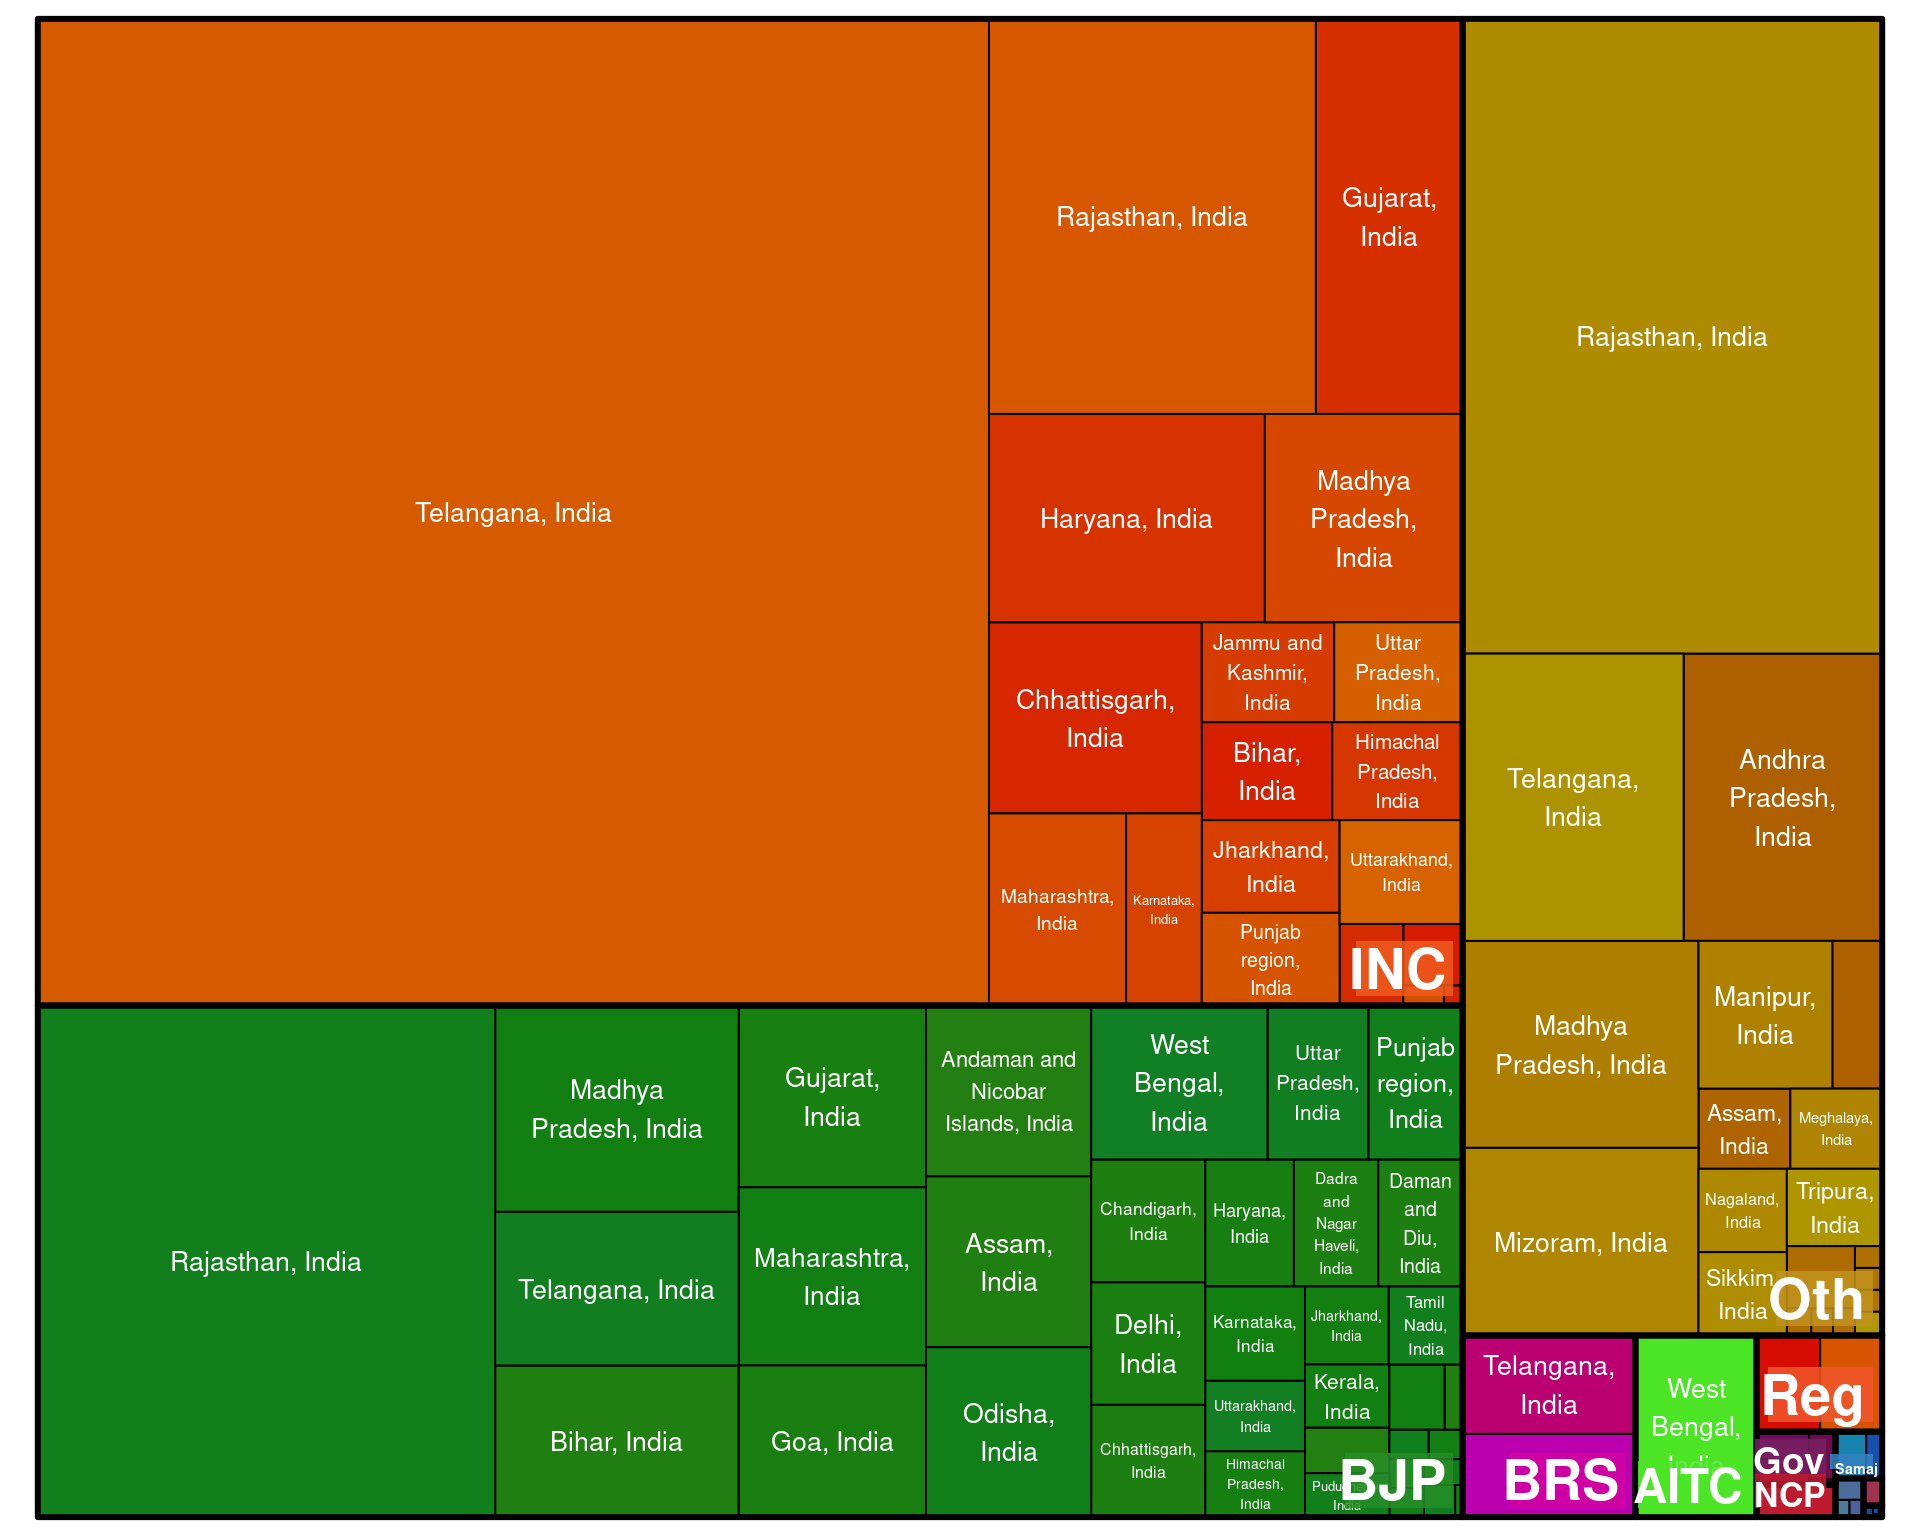 Telangana, India
Rajasthan, India
Gujarat,
India
Haryana, India
Madhya
Pradesh,
India
Chhattisgarh,
India
Jammu and
Kashmir,
India
Uttar
Pradesh,
India
Bihar,
India
Himachal
Pradesh,
India
Maharashtra,
India
Karnataka,
India
Jharkhand,
India
Uttarakhand,
India
Punjab
region,
India
INC
Rajasthan, India
Madhya
Pradesh, India
Telangana, India
Bihar, India
Gujarat,
India
Maharashtra,
India
Goa, India
Andaman and
Nicobar
Islands, India
Assam,
India
Odisha,
India
West
Bengal,
India
Uttar
Pradesh,
India
Punjab
region,
India
Chandigarh,
India
Haryana,
India
Dadra
and
Nagar
Haveli,
India
Daman
and
Diu,
India
Delhi,
India
Chhattisgarh,
India
Karnataka,
India
Jharkhand,
India
Tamil
Nadu,
India
Uttarakhand,
India
Kerala,
India
Himachal
Pradesh,
India
India
BJP
Rajasthan, India
Telangana,
India
Andhra
Pradesh,
India
Madhya
Pradesh, India
Manipur,
India
Assam,
India
Meghalaya,
India
Mizoram, India
Nagaland,
India
Tripura,
India
Sikkim,
India
Oth
Telangana,
India
BRS
West
Bengal,
India
AITC
Reg
Gov
NCP
Samaj